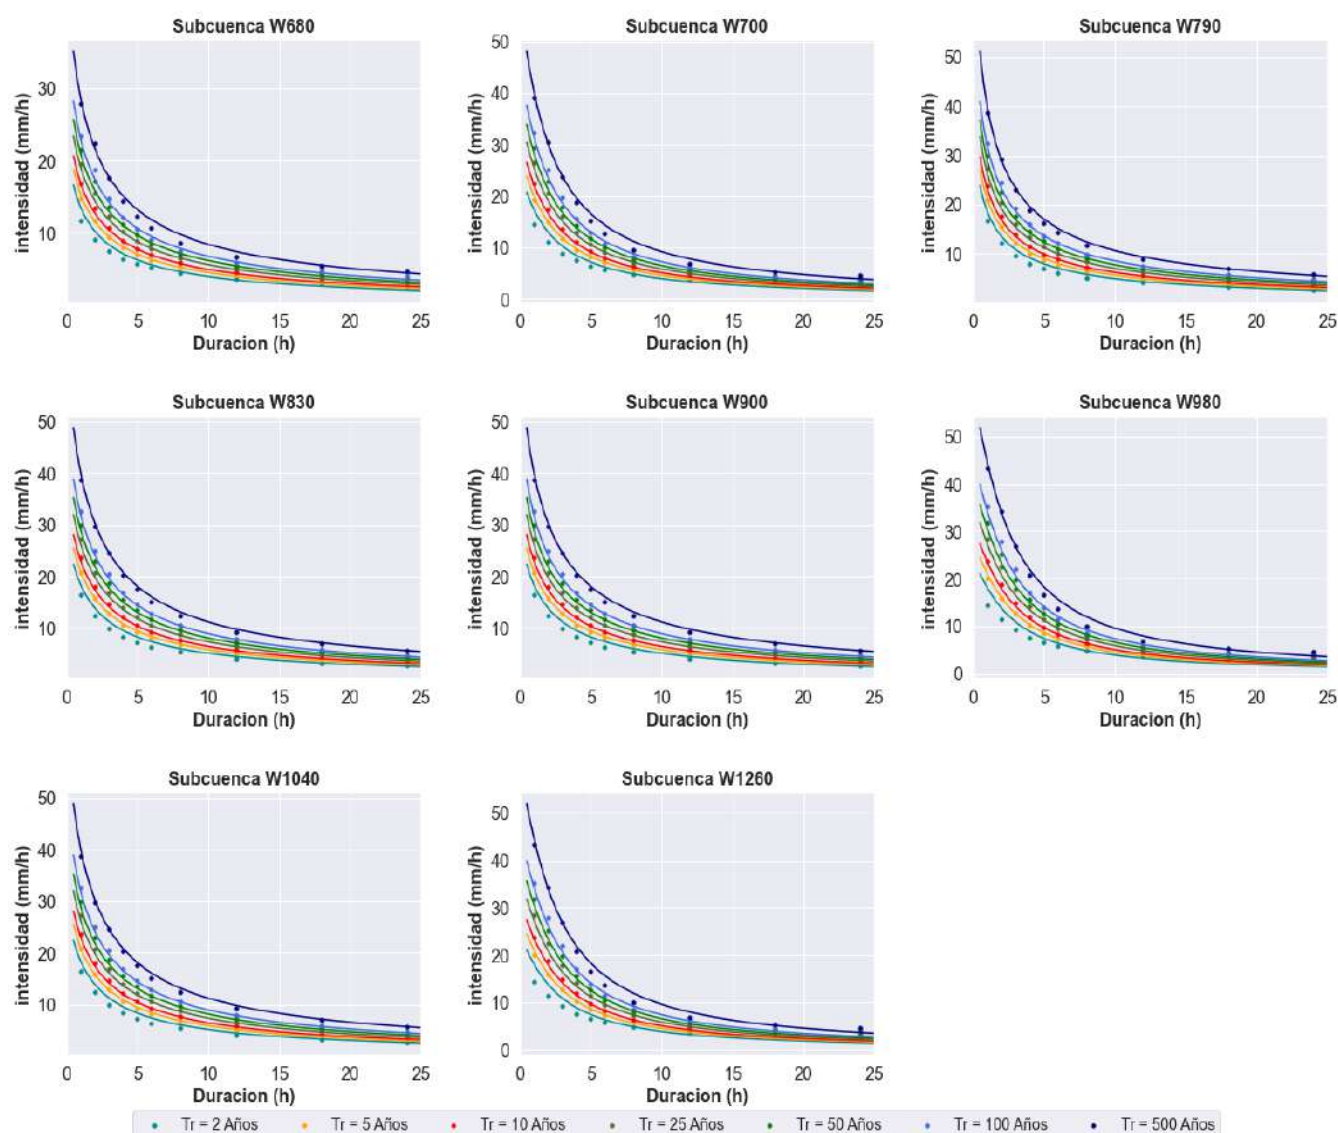 Subcuenca W680
Subcuenca W700
Subcuenca W790
intensidad (mm/h)
30
20
10
0 5 10 15 20 25
Duracion (h)
intensidad (mm/h)
50
40
30
20
10
0
0 5 10 15 20 25
Duracion (h)
intensidad (mm/h)
50
40
30
20
10
0 5 10 15 20 25
Duracion (h)
Subcuenca W830
Subcuenca W900
Subcuenca W980
intensidad (mm/h)
50
40
30
20
10
0 5 10 15 20 25
Duracion (h)
intensidad (mm/h)
50
40
30
20
10
0 5 10 15 20 25
Duracion (h)
intensidad (mm/h)
50
40
30
20
10
0
0 5 10 15 20 25
Duracion (h)
Subcuenca W1040
Subcuenca W1260
intensidad (mm/h)
50
40
30
20
10
0 5 10 15 20 25
Duracion (h)
intensidad (mm/h)
50
40
30
20
10
0
0 5 10 15 20 25
Duracion (h)
Tr = 2 Años Tr = 5 Años Tr = 10 Años Tr = 25 Años Tr = 50 Años Tr = 100 Años Tr = 500 Años